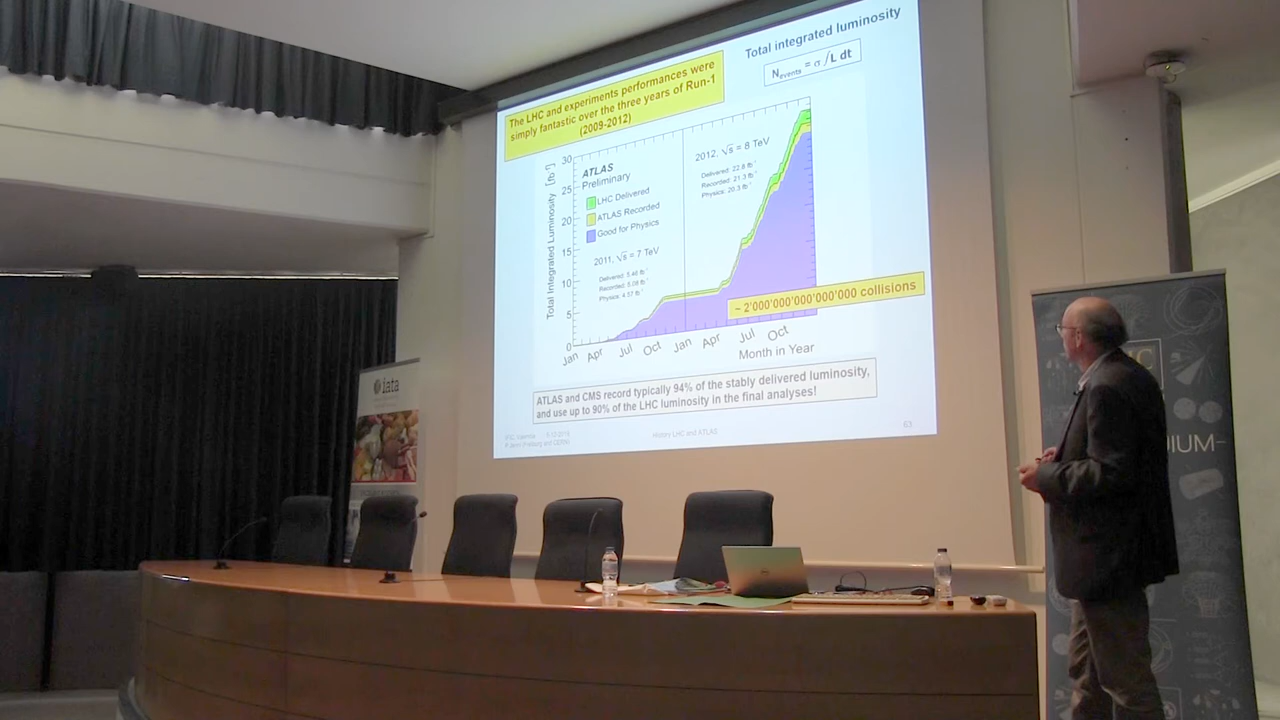 Total integrated luminosity
N events = σ ∫L dt
The LHC and experiments performances were
simply fantastic over the three years of Run-1
(2009-2012)
Total Integrated Luminosity [fb⁻¹]
30
25
20
15
10
5
0
ATLAS
Preliminary
LHC Delivered
ATLAS Recorded
Good for Physics
2011, √s = 7 TeV
Delivered: 5.46 fb⁻¹
Recorded: 5.08 fb⁻¹
Physics: 4.57 fb⁻¹
2012, √s = 8 TeV
Delivered: 22.8 fb⁻¹
Recorded: 21.3 fb⁻¹
Physics: 20.3 fb⁻¹
~ 2'000'000'000'000'000 collisions
Jan Apr Jul Oct Jan Apr Jul Oct
Month in Year
ATLAS and CMS record typically 94% of the stably delivered luminosity,
and use up to 90% of the LHC luminosity in the final analyses!
History LHC and ATLAS
63
iata
IUM-
DELL